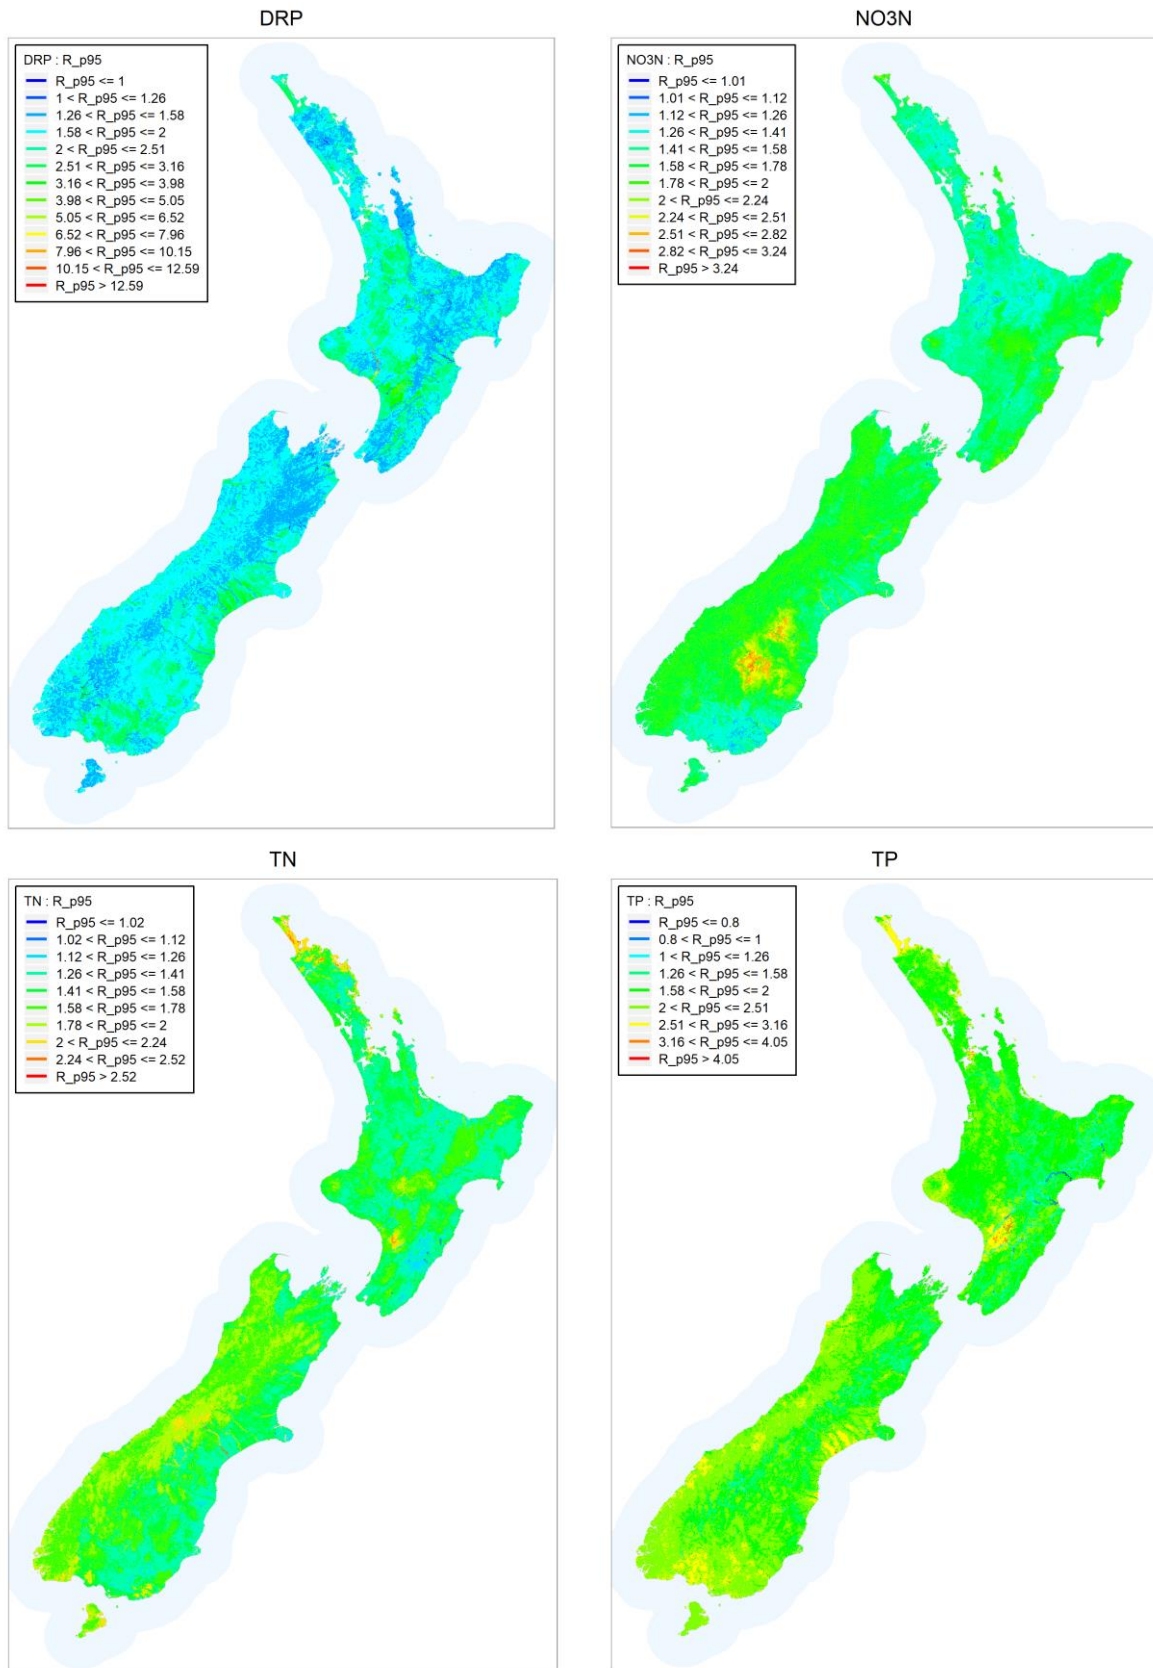 DRP
DRP : R_p95
R_p95 <= 1
1 < R_p95 <= 1.26
1.26 < R_p95 <= 1.58
1.58 < R_p95 <= 2
2 < R_p95 <= 2.51
2.51 < R_p95 <= 3.16
3.16 < R_p95 <= 3.98
3.98 < R_p95 <= 5.05
5.05 < R_p95 <= 6.52
6.52 < R_p95 <= 7.96
7.96 < R_p95 <= 10.15
10.15 < R_p95 <= 12.59
R_p95 > 12.59
NO3N
NO3N : R_p95
R_p95 <= 1.01
1.01 < R_p95 <= 1.12
1.12 < R_p95 <= 1.26
1.26 < R_p95 <= 1.41
1.41 < R_p95 <= 1.58
1.58 < R_p95 <= 1.78
1.78 < R_p95 <= 2
2 < R_p95 <= 2.24
2.24 < R_p95 <= 2.51
2.51 < R_p95 <= 2.82
2.82 < R_p95 <= 3.24
R_p95 > 3.24
TN
TN : R_p95
R_p95 <= 1.02
1.02 < R_p95 <= 1.12
1.12 < R_p95 <= 1.26
1.26 < R_p95 <= 1.41
1.41 < R_p95 <= 1.58
1.58 < R_p95 <= 1.78
1.78 < R_p95 <= 2
2 < R_p95 <= 2.24
2.24 < R_p95 <= 2.52
R_p95 > 2.52
TP
TP : R_p95
R_p95 <= 0.8
0.8 < R_p95 <= 1
1 < R_p95 <= 1.26
1.26 < R_p95 <= 1.58
1.58 < R_p95 <= 2
2 < R_p95 <= 2.51
2.51 < R_p95 <= 3.16
3.16 < R_p95 <= 4.05
R_p95 > 4.05